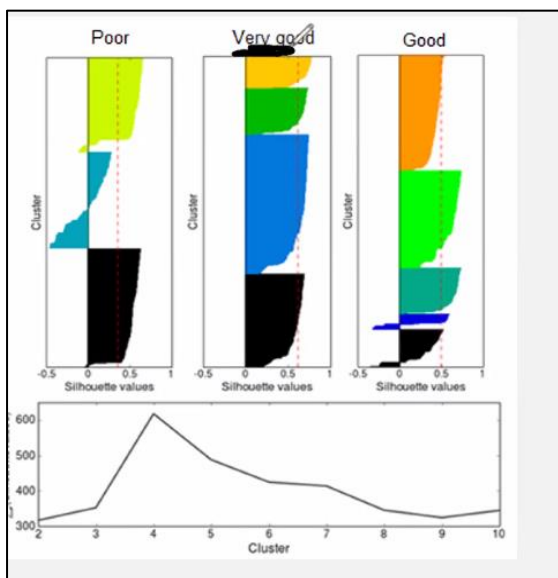 Poor Very good Good
Cluster Cluster Cluster
-0.5 0 0.5 1 -0.5 0 0.5 1 -0.5 0 0.5 1
Silhouette values Silhouette values Silhouette values
600
500
400
300
2 3 4 5 6 7 8 9 10
Cluster